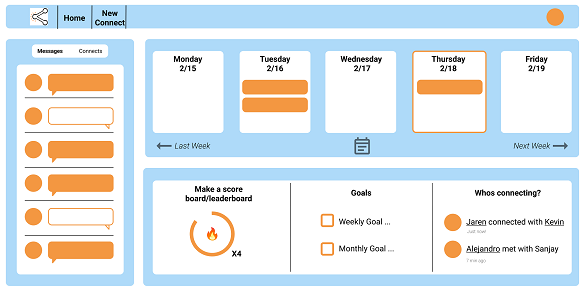 Home
New
Connect
Messages
Connects
Monday
2/15
Tuesday
2/16
Wednesday
2/17
Thursday
2/18
Friday
2/19
Last Week
Next Week
Make a score
board/leaderboard
X4
Goals
Weekly Goal ...
Monthly Goal ...
Whos connecting?
Jaren connected with Kevin
Just now
Alejandro met with Sanjay
1 min ago